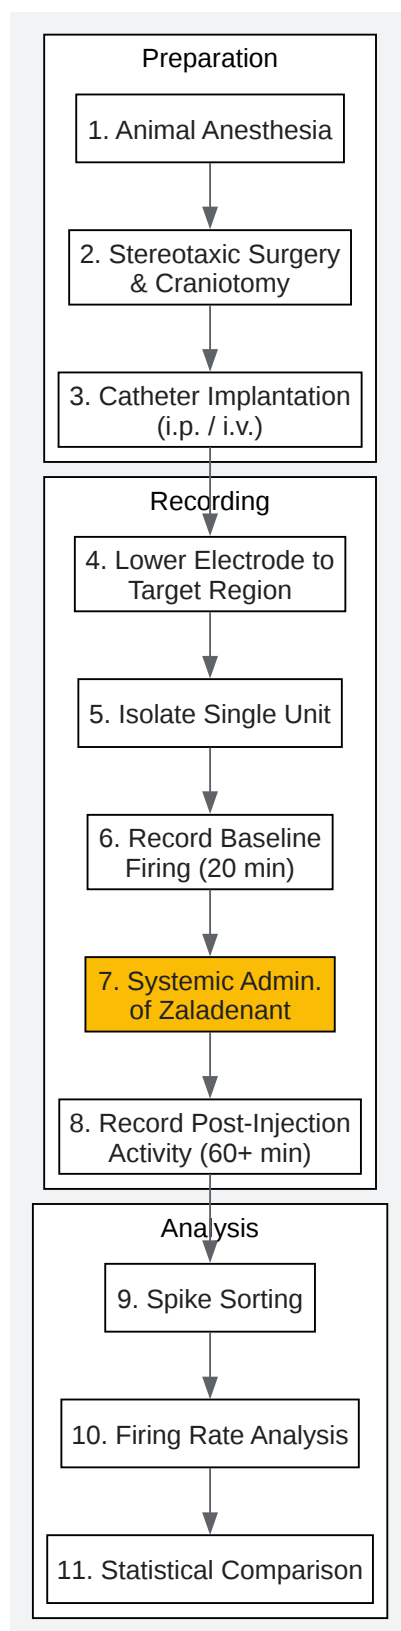 Preparation
1. Animal Anesthesia
2. Stereotaxic Surgery
& Craniotomy
3. Catheter Implantation
(i.p. / i.v.)
Recording
4. Lower Electrode to
Target Region
5. Isolate Single Unit
6. Record Baseline
Firing (20 min)
7. Systemic Admin.
of Zaladenant
8. Record Post-Injection
Activity (60+ min)
Analysis
9. Spike Sorting
10. Firing Rate Analysis
11. Statistical Comparison